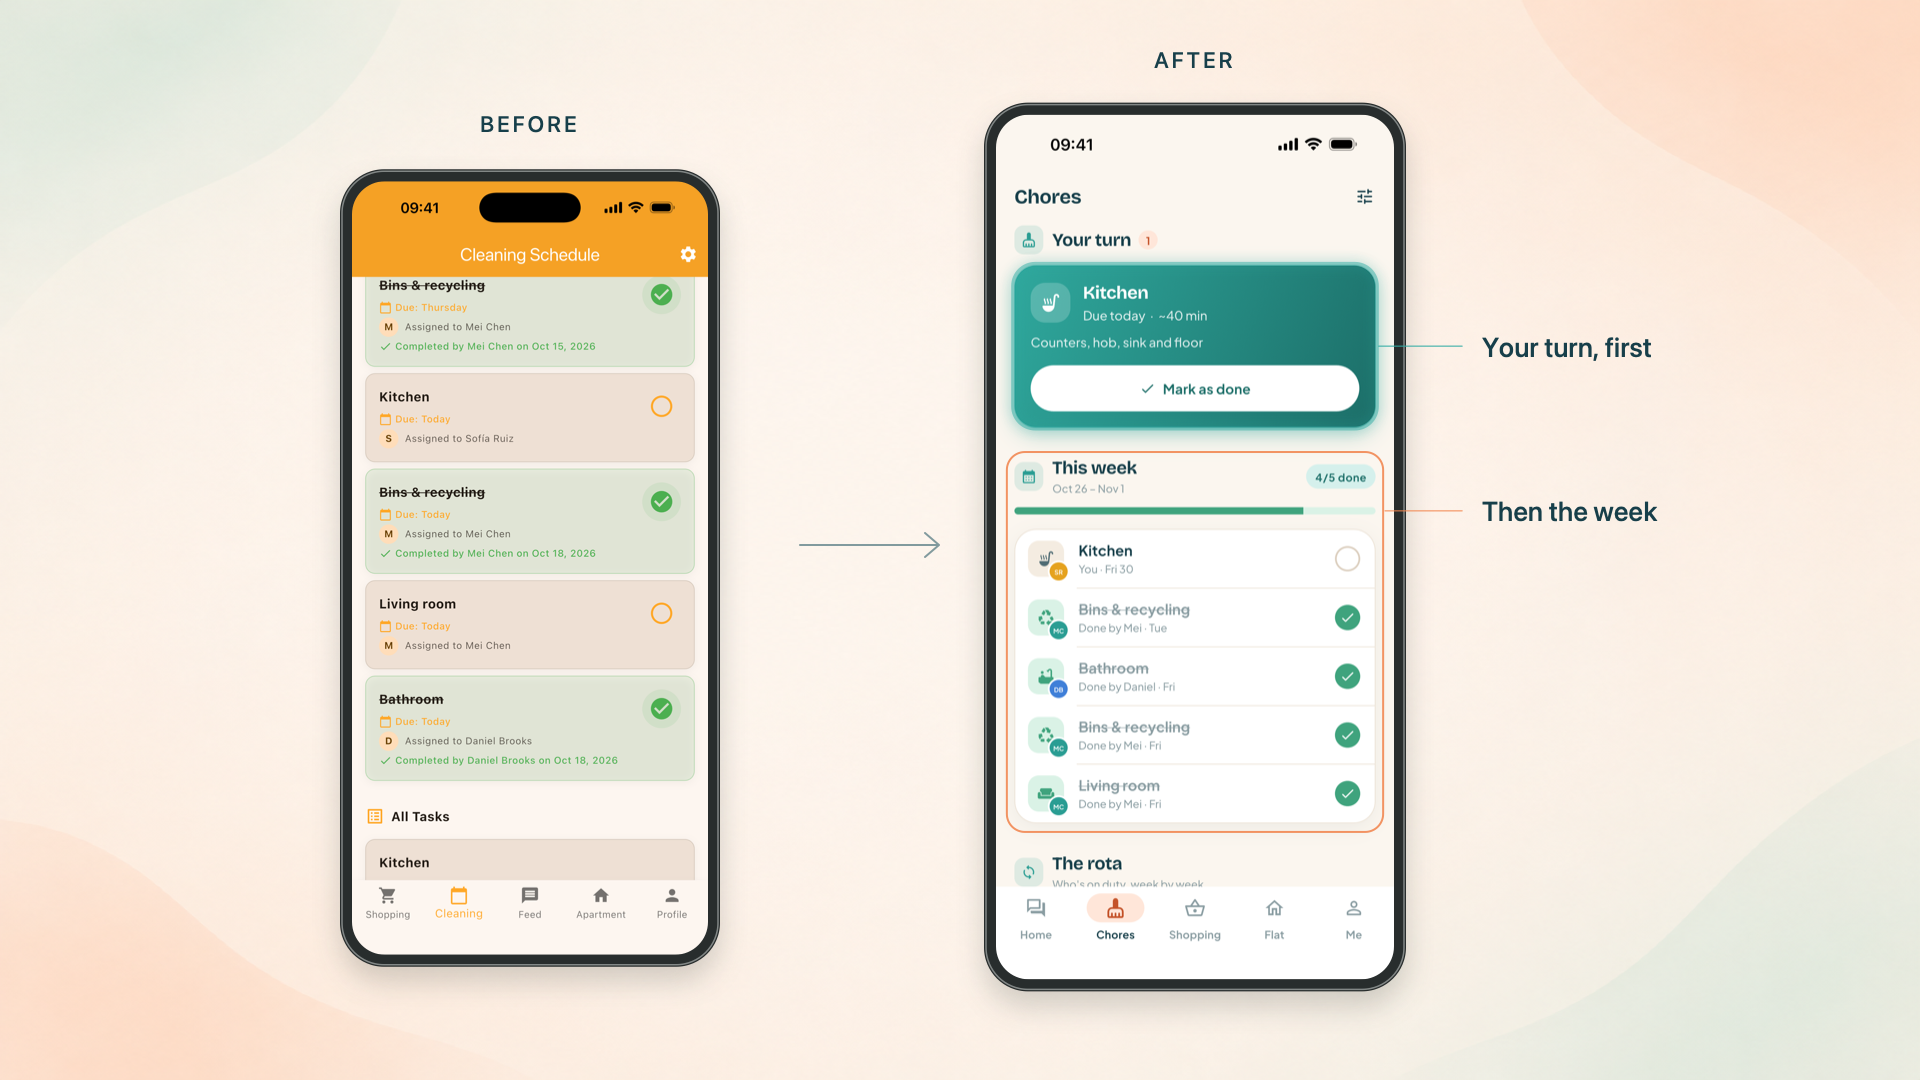 BEFORE
09:41
Cleaning Schedule
Bins & recycling
Due: Thursday
M Assigned to Mei Chen
Completed by Mei Chen on Oct 15, 2026
Kitchen
Due: Today
S Assigned to Sofía Ruiz
Bins & recycling
Due: Today
M Assigned to Mei Chen
Completed by Mei Chen on Oct 18, 2026
Living room
Due: Today
M Assigned to Mei Chen
Bathroom
Due: Today
D Assigned to Daniel Brooks
Completed by Daniel Brooks on Oct 18, 2026
All Tasks
Kitchen
Shopping Cleaning Feed Apartment Profile
AFTER
09:41
Chores
Your turn 1
Kitchen
Due today · ~40 min
Counters, hob, sink and floor
Mark as done
Your turn, first
This week
4/5 done
Oct 26 – Nov 1
Then the week
Kitchen
SR You · Fri 30
Bins & recycling
MC Done by Mei · Tue
Bathroom
DB Done by Daniel · Fri
Bins & recycling
MC Done by Mei · Fri
Living room
MC Done by Mei · Fri
The rota
Who's on duty, week by week
Home Chores Shopping Flat Me